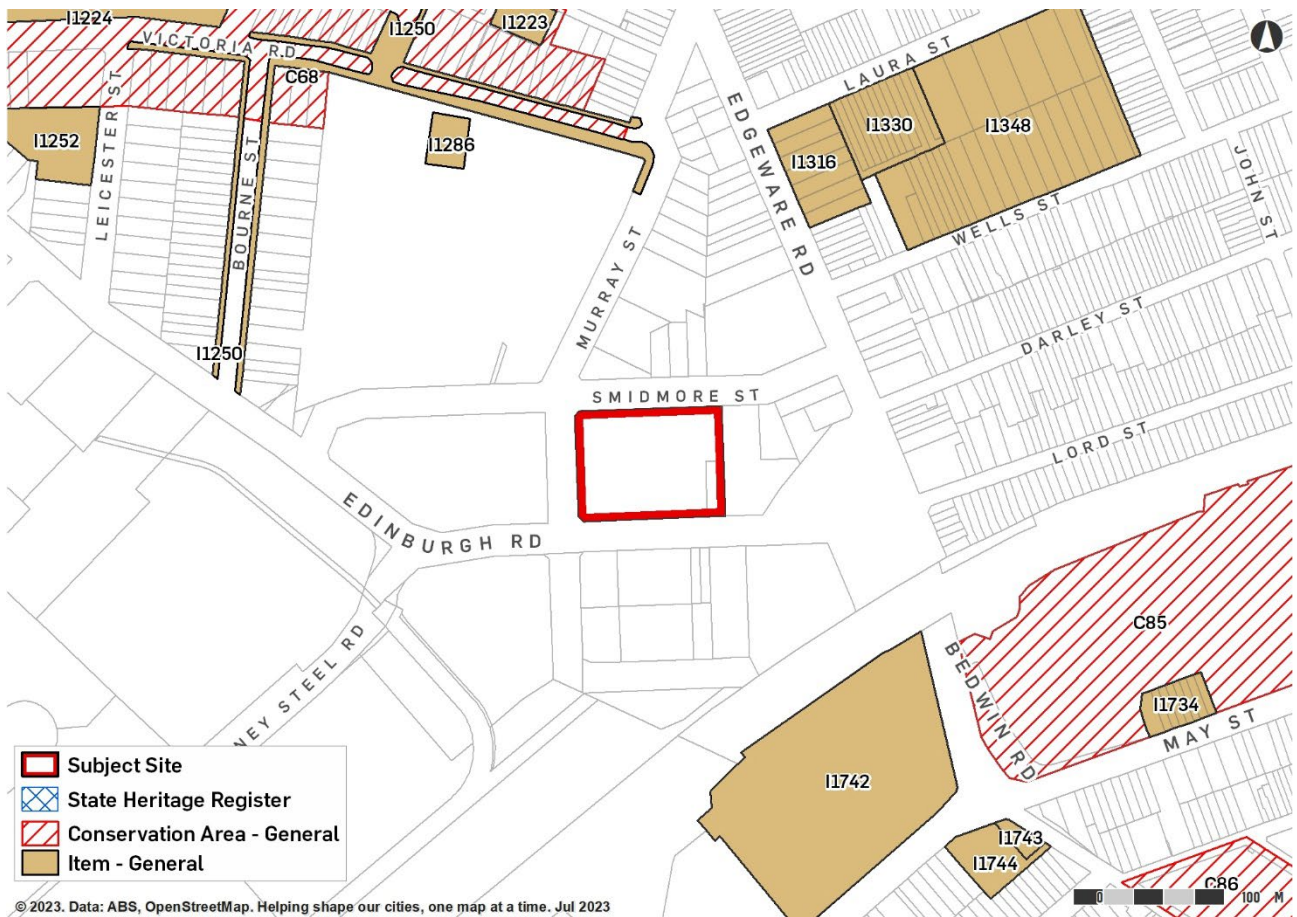 I1224
I1250
I1223
VICTORIA RD
C68
LAURA ST
EDGEWARE RD
I1330
I1348
I1316
I1252
I1286
LEICESTER ST
BOURNE ST
JOHN ST
WELLS ST
MURRAY ST
DARLEY ST
I1250
SMIDMORE ST
LORD ST
EDINBURGH RD
C85
BEDWIN RD
I1734
MAY ST
NEY STEEL RD
I1742
I1743
I1744
C86
Subject Site
State Heritage Register
Conservation Area - General
Item - General
0 100 M
© 2023. Data: ABS, OpenStreetMap. Helping shape our cities, one map at a time. Jul 2023